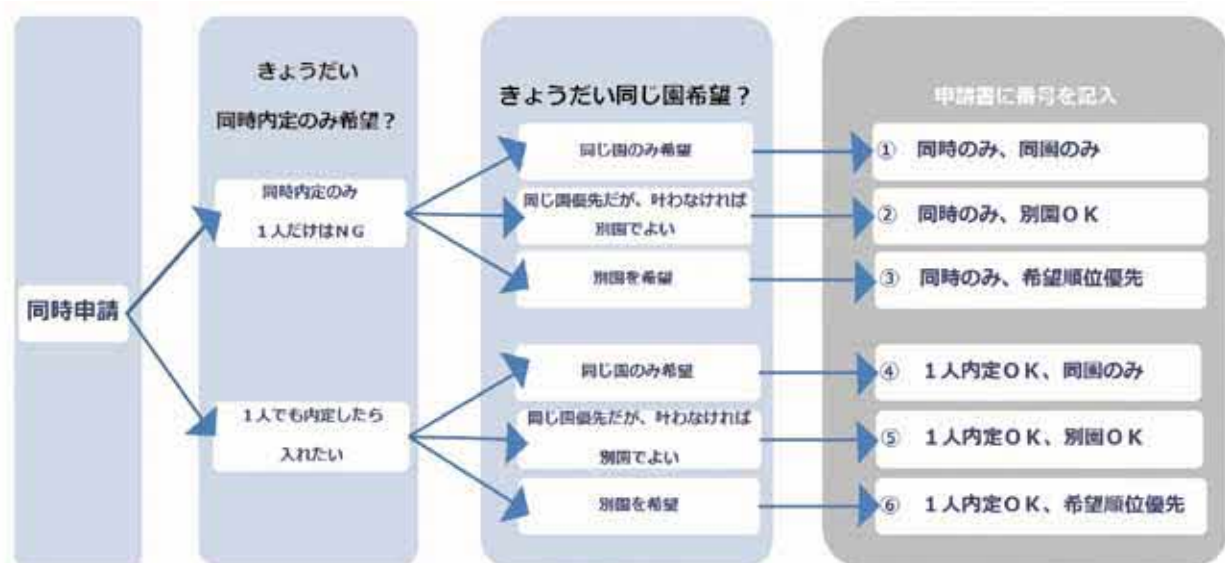 同時申請
きょうだい
同時内定のみ希望？
同時内定のみ
１人だけはＮＧ
１人でも内定したら
入れたい
きょうだい同じ園希望？
同じ園のみ希望
同じ園優先だが、叶わなければ
別園でよい
別園を希望
同じ園のみ希望
同じ園優先だが、叶わなければ
別園でよい
別園を希望
申請書に番号を記入
① 同時のみ、同園のみ
② 同時のみ、別園ＯＫ
③ 同時のみ、希望順位優先
④ １人内定ＯＫ、同園のみ
⑤ １人内定ＯＫ、別園ＯＫ
⑥ １人内定ＯＫ、希望順位優先